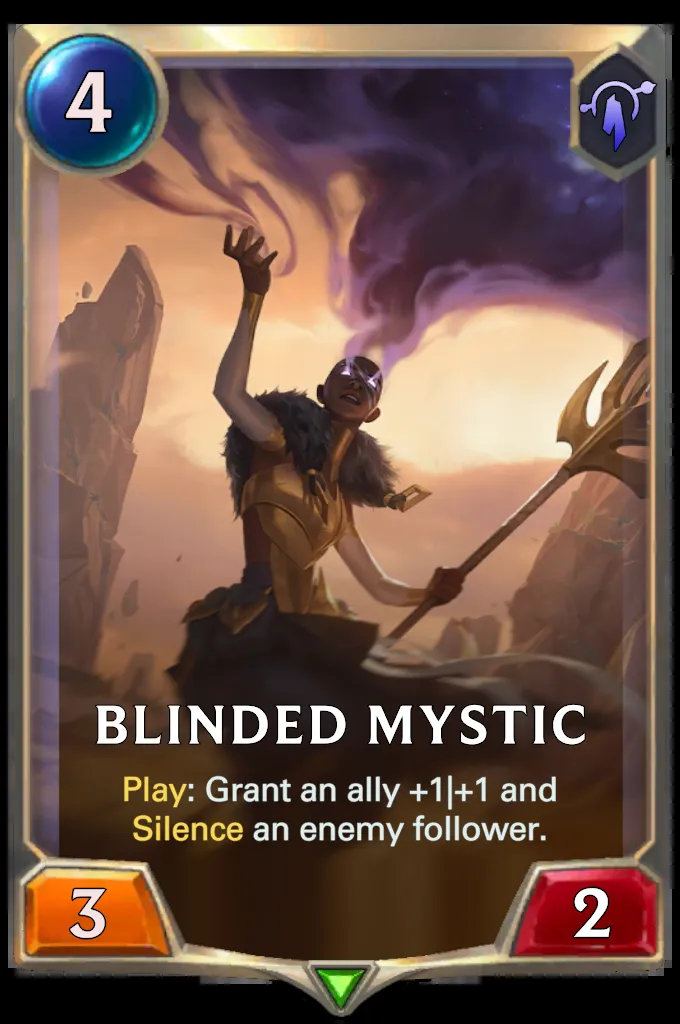 4
BLINDED MYSTIC
Play: Grant an ally +1|+1 and
Silence an enemy follower.
3
2